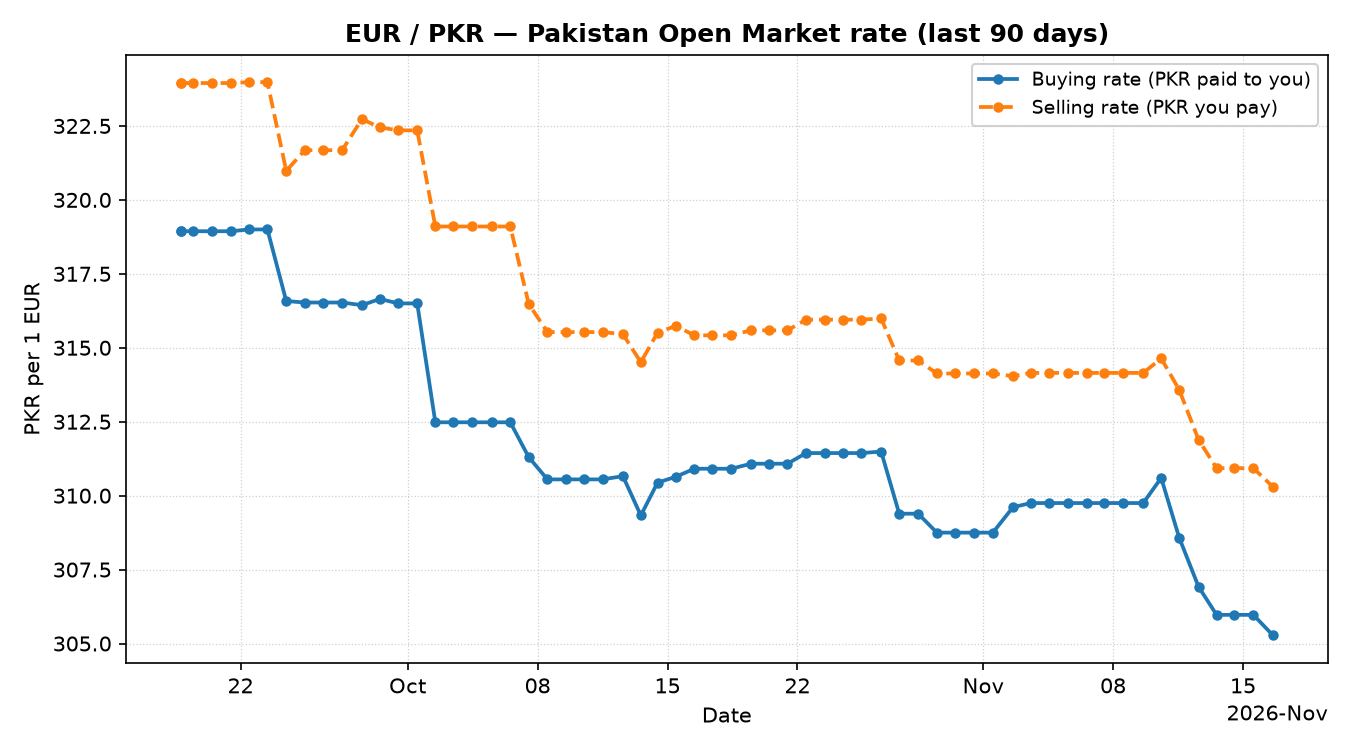 EUR / PKR — Pakistan Open Market rate (last 90 days)
Buying rate (PKR paid to you)
Selling rate (PKR you pay)
PKR per 1 EUR
322.5
320.0
317.5
315.0
312.5
310.0
307.5
305.0
22
Oct
08
15
22
Nov
08
15
2026-Nov
Date